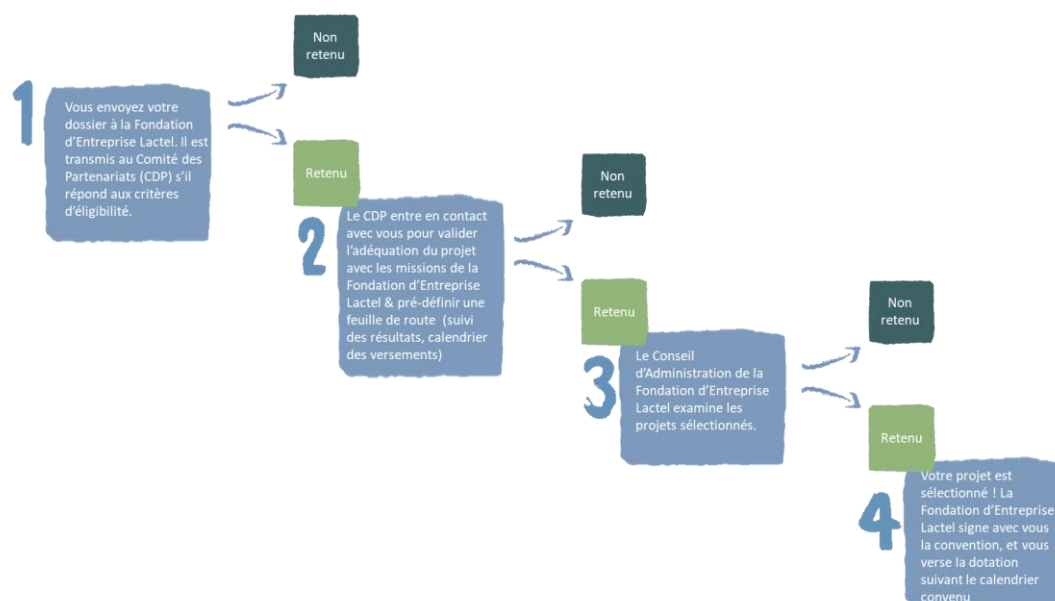 Non
retenu
1
Vous envoyez votre
dossier à la Fondation
d'Entreprise Lactel. Il est
transmis au Comité des
Partenariats (CDP) s'il
répond aux critères
d'éligibilité.
Retenu
2
Le CDP entre en contact
avec vous pour valider
l'adéquation du projet
avec les missions de la
Fondation d'Entreprise
Lactel & pré-définir une
feuille de route (suivi
des résultats, calendrier
des versements)
Non
retenu
Retenu
3
Le Conseil
d'Administration de la
Fondation d'Entreprise
Lactel examine les
projets sélectionnés.
Non
retenu
Retenu
4
Votre projet est
sélectionné ! La
Fondation d'Entreprise
Lactel signe avec vous
la convention, et vous
verse la dotation
suivant le calendrier
convenu